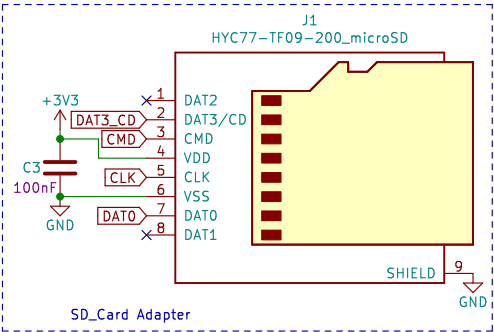 J1
HYC77-TF09-200_microSD
+3V3
1 DAT2
DAT3_CD 2 DAT3/CD
CMD 3 CMD
4 VDD
C3
100nF
CLK 5 CLK
6 VSS
GND
DAT0 7 DAT0
8 DAT1
SHIELD 9
GND
SD_Card Adapter